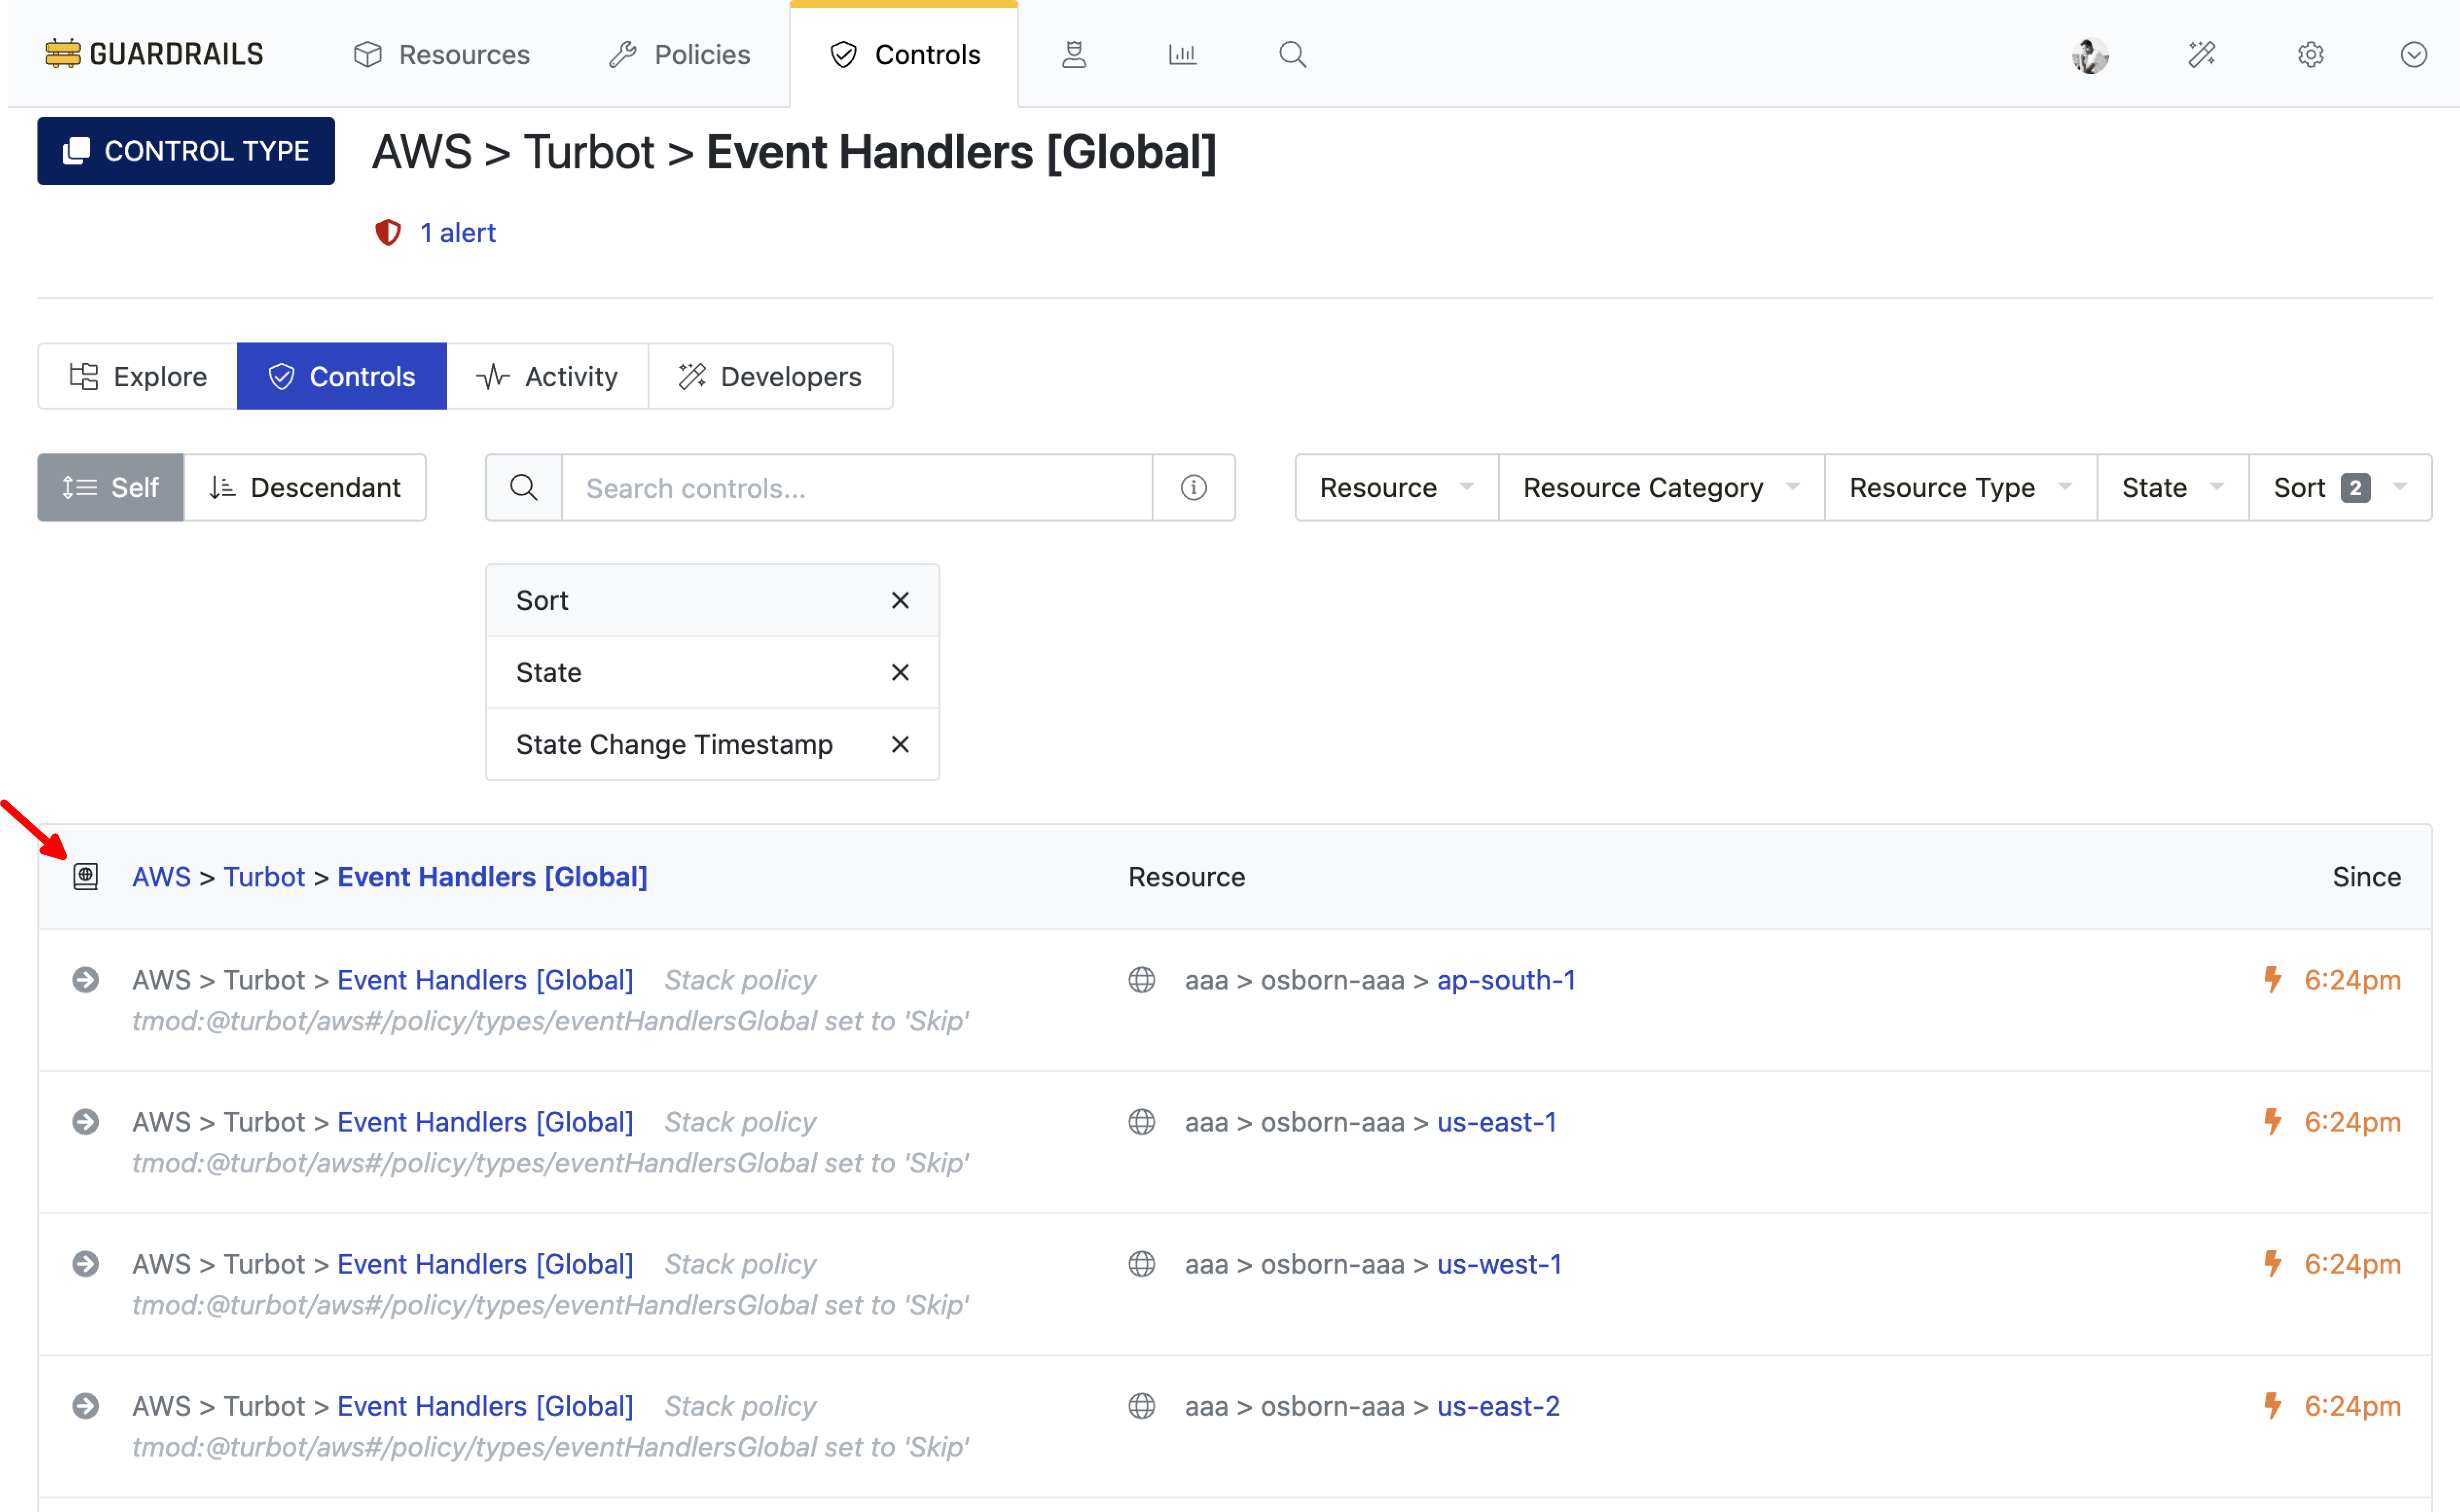 GUARDRAILS Resources Policies Controls
CONTROL TYPE AWS > Turbot > Event Handlers [Global]
1 alert
Explore Controls Activity Developers
Self Descendant Search controls... Resource Resource Category Resource Type State Sort 2
Sort
State
State Change Timestamp
AWS > Turbot > Event Handlers [Global] Resource Since
AWS > Turbot > Event Handlers [Global] Stack policy aaa > osborn-aaa > ap-south-1 6:24pm
tmod:@turbot/aws#/policy/types/eventHandlersGlobal set to 'Skip'
AWS > Turbot > Event Handlers [Global] Stack policy aaa > osborn-aaa > us-east-1 6:24pm
tmod:@turbot/aws#/policy/types/eventHandlersGlobal set to 'Skip'
AWS > Turbot > Event Handlers [Global] Stack policy aaa > osborn-aaa > us-west-1 6:24pm
tmod:@turbot/aws#/policy/types/eventHandlersGlobal set to 'Skip'
AWS > Turbot > Event Handlers [Global] Stack policy aaa > osborn-aaa > us-east-2 6:24pm
tmod:@turbot/aws#/policy/types/eventHandlersGlobal set to 'Skip'